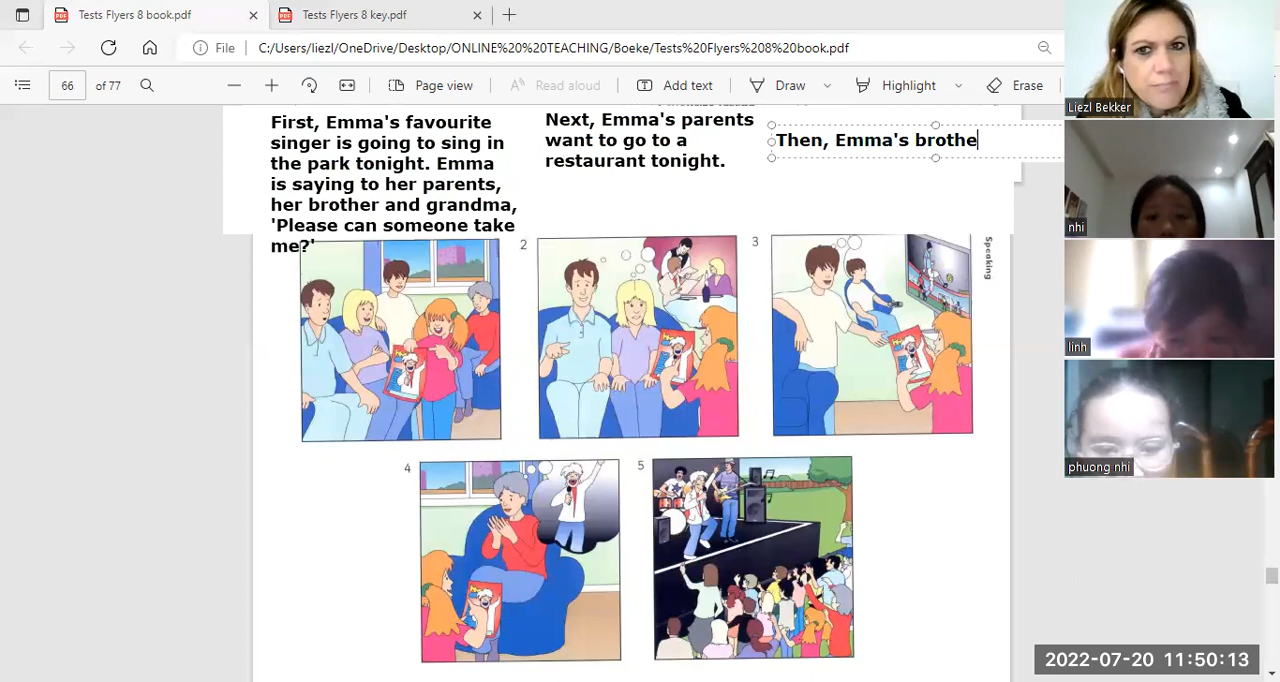 Tests Flyers 8 book.pdf
Tests Flyers 8 key.pdf
File
C:/Users/liezl/OneDrive/Desktop/ONLINE%20%20TEACHING/Boeke/Tests%20Flyers%208%20book.pdf
66 of 77
Page view
Read aloud
Add text
Draw
Highlight
Erase
First, Emma's favourite
singer is going to sing in
the park tonight. Emma
is saying to her parents,
her brother and grandma,
'Please can someone take
me?'
Next, Emma's parents
want to go to a
restaurant tonight.
Then, Emma's brothe
2
3
Speaking
4
5
Liezl Bekker
nhi
linh
phuong nhi
2022-07-20 11:50:13